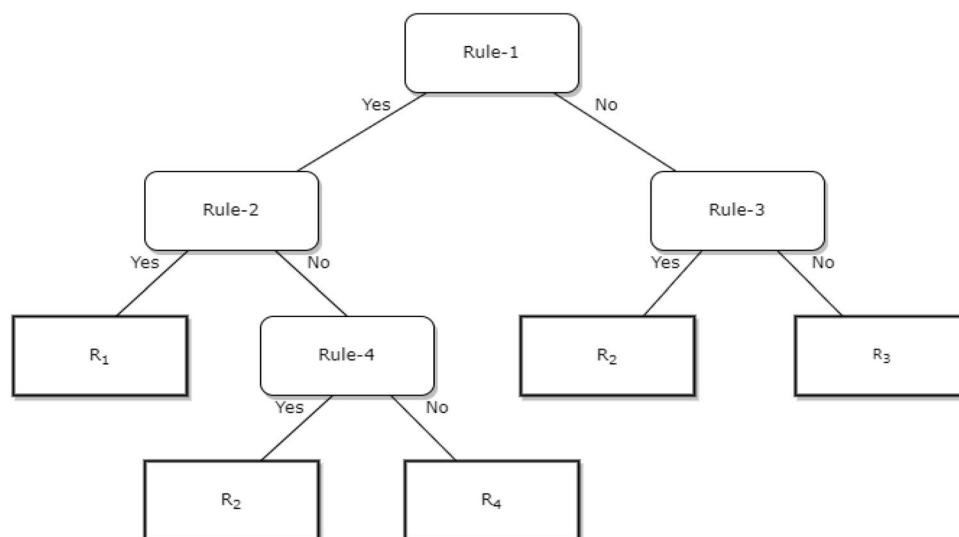 Rule-1
Yes
No
Rule-2
Rule-3
Yes
No
Yes
No
R₁
Rule-4
R₂
R₃
Yes
No
R₂
R₄